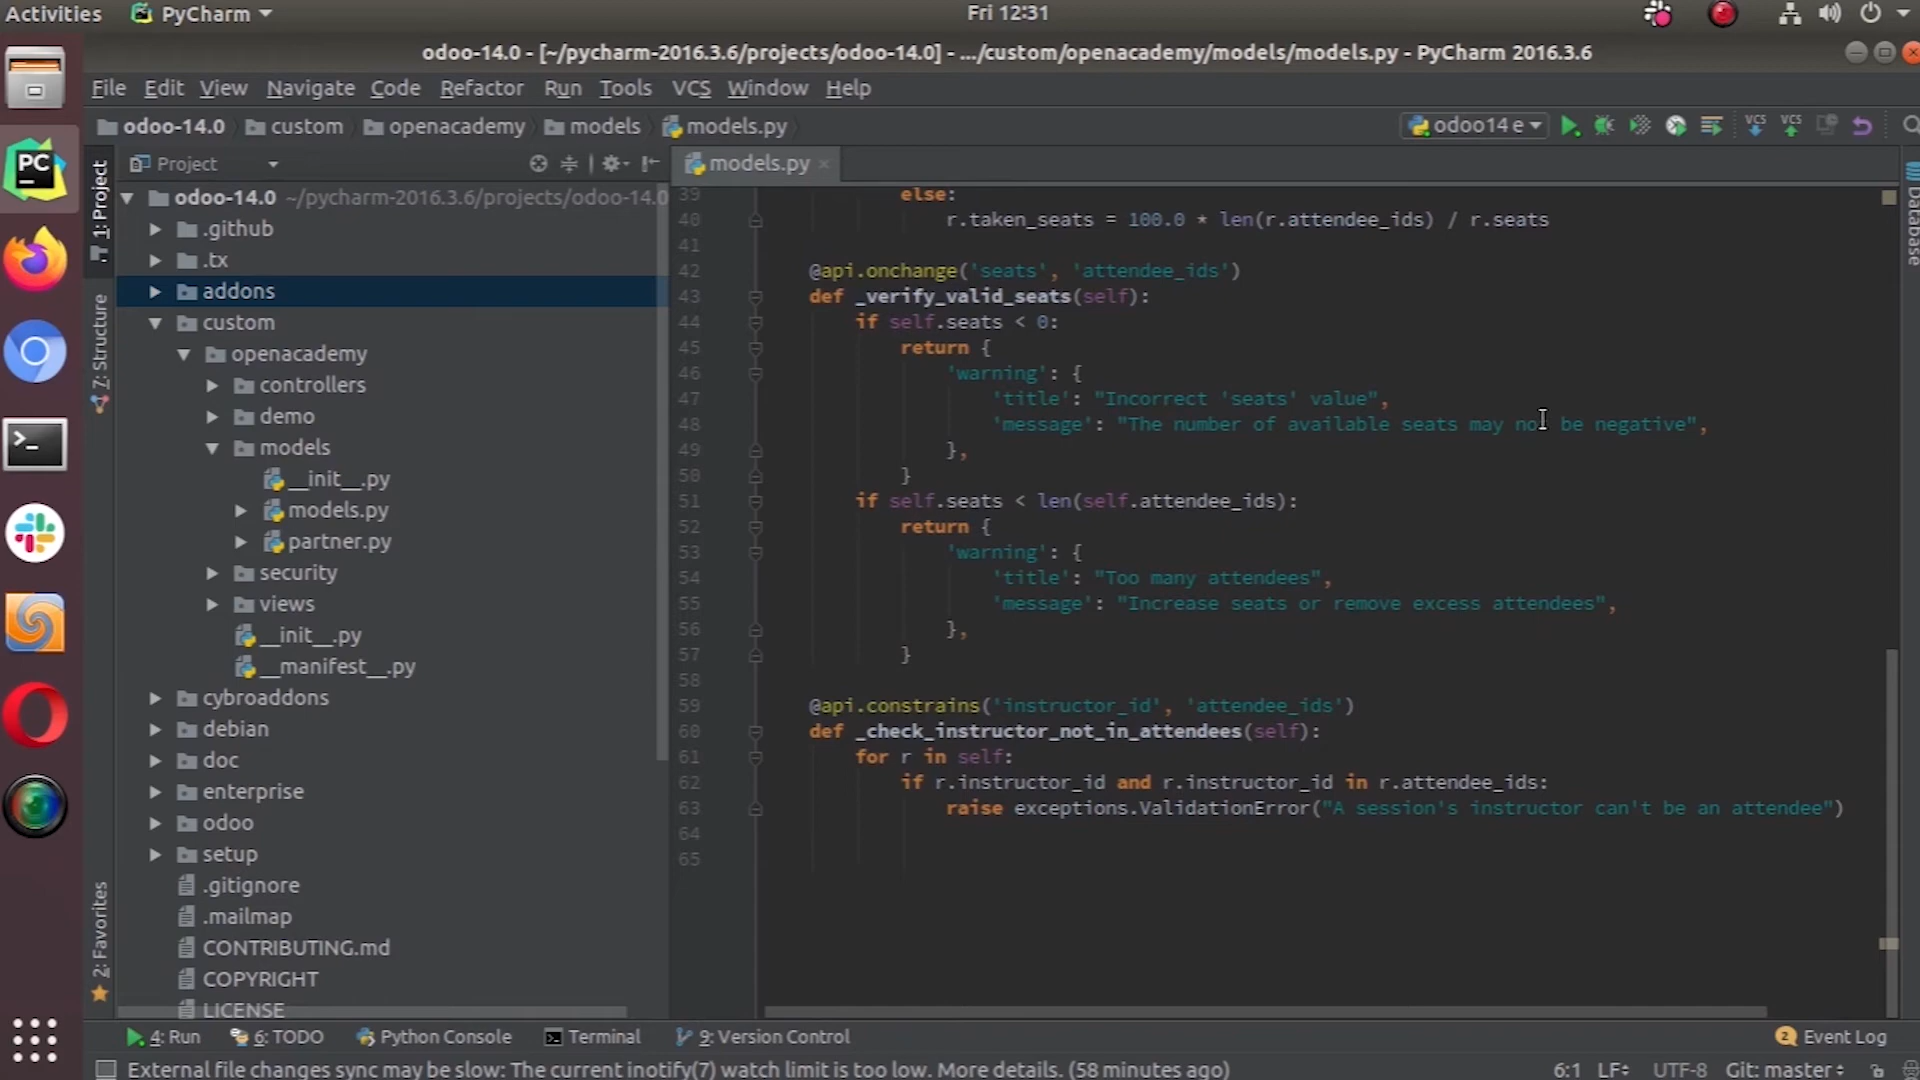 Activities PyCharm Fri 12:31
odoo-14.0 - [~/pycharm-2016.3.6/projects/odoo-14.0] - .../custom/openacademy/models/models.py - PyCharm 2016.3.6
File Edit View Navigate Code Refactor Run Tools VCS Window Help
odoo-14.0 custom openacademy models models.py odoo14 e VCS VCS
Project models.py
1: Project
7: Structure
2: Favorites
Database
odoo-14.0 ~/pycharm-2016.3.6/projects/odoo-14.0
.github
.tx
addons
custom
openacademy
controllers
demo
models
__init__.py
models.py
partner.py
security
views
__init__.py
__manifest__.py
cybroaddons
debian
doc
enterprise
odoo
setup
.gitignore
.mailmap
CONTRIBUTING.md
COPYRIGHT
LICENSE
39 else:
40 r.taken_seats = 100.0 * len(r.attendee_ids) / r.seats
41
42 @api.onchange('seats', 'attendee_ids')
43 def _verify_valid_seats(self):
44 if self.seats < 0:
45 return {
46 'warning': {
47 'title': "Incorrect 'seats' value",
48 'message': "The number of available seats may not be negative",
49 },
50 }
51 if self.seats < len(self.attendee_ids):
52 return {
53 'warning': {
54 'title': "Too many attendees",
55 'message': "Increase seats or remove excess attendees",
56 },
57 }
58
59 @api.constrains('instructor_id', 'attendee_ids')
60 def _check_instructor_not_in_attendees(self):
61 for r in self:
62 if r.instructor_id and r.instructor_id in r.attendee_ids:
63 raise exceptions.ValidationError("A session's instructor can't be an attendee")
64
65
4: Run 6: TODO Python Console Terminal 9: Version Control 2 Event Log
External file changes sync may be slow: The current inotify(7) watch limit is too low. More details. (58 minutes ago) 6:1 LF UTF-8 Git: master
PC